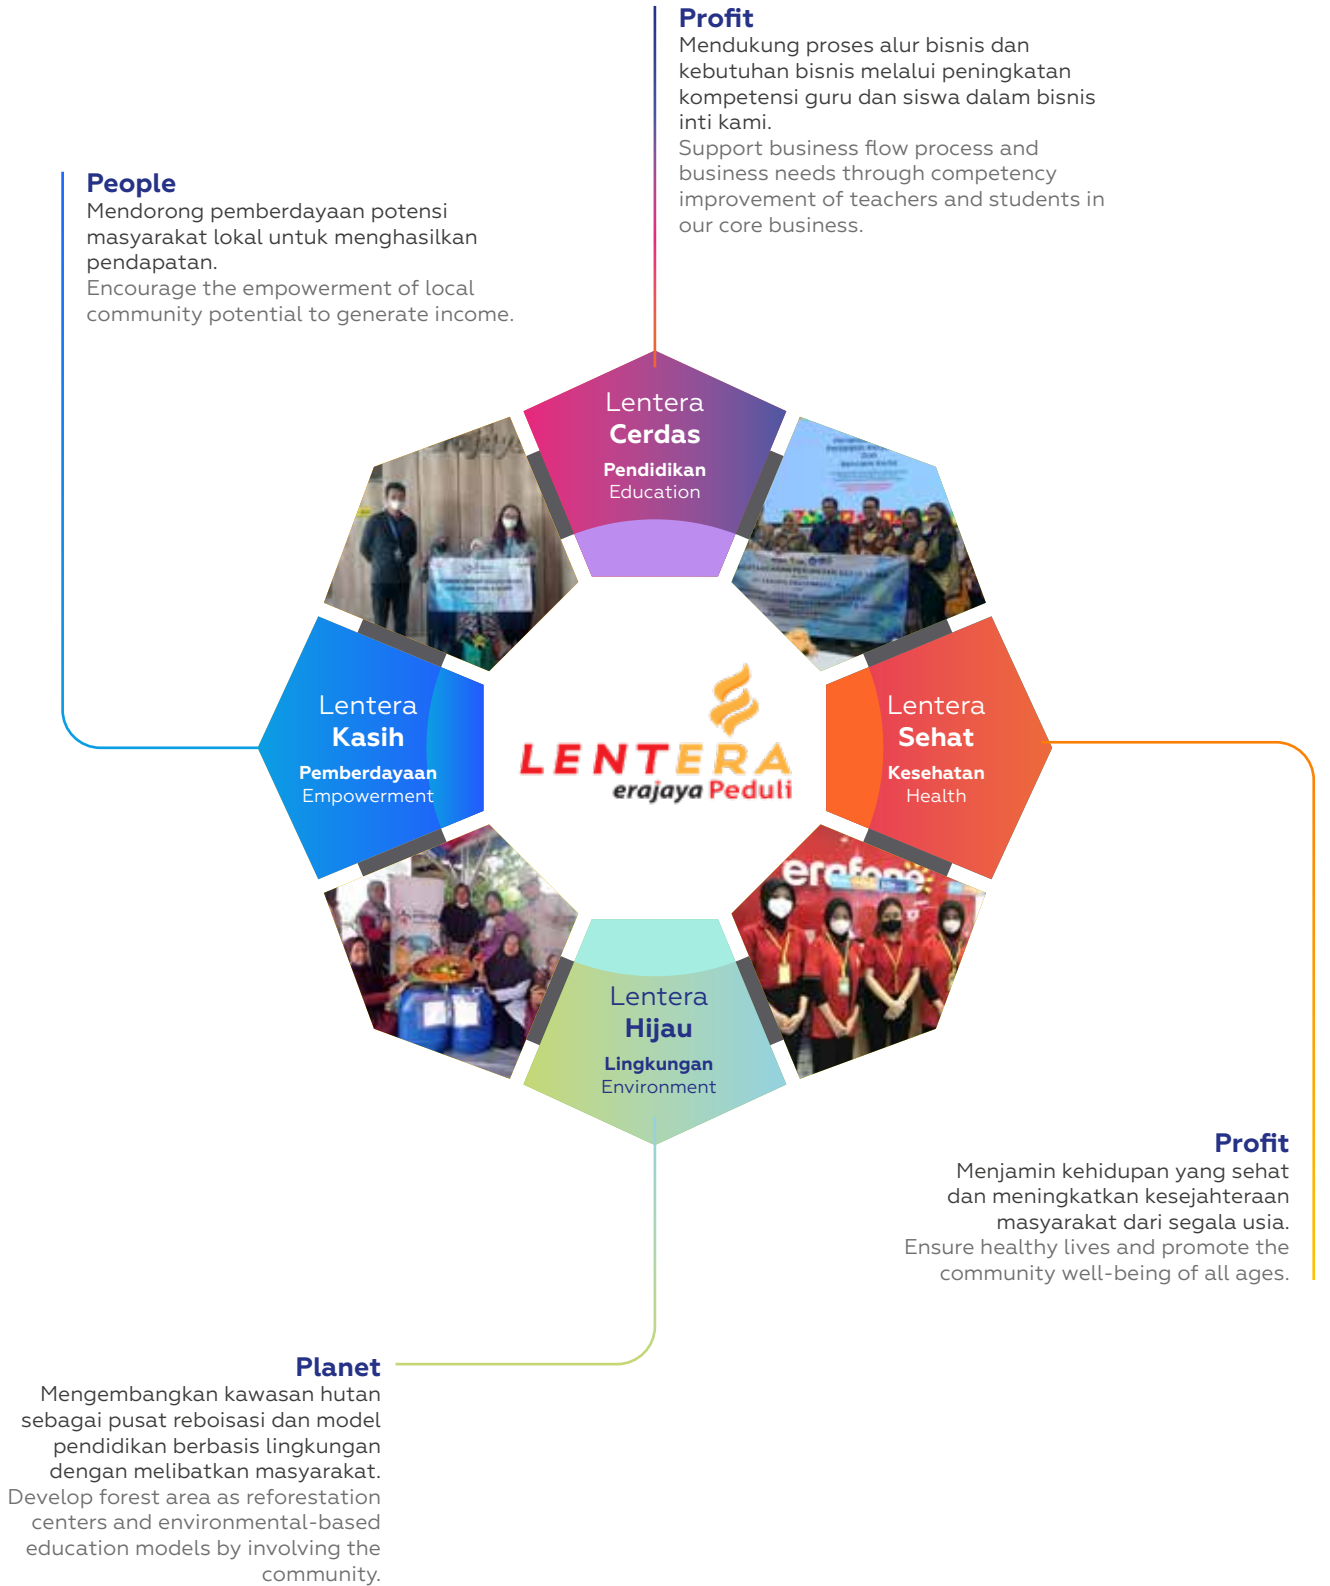 Profit
Mendukung proses alur bisnis dan
kebutuhan bisnis melalui peningkatan
kompetensi guru dan siswa dalam bisnis
inti kami.
Support business flow process and
business needs through competency
improvement of teachers and students in
our core business.
People
Mendorong pemberdayaan potensi
masyarakat lokal untuk menghasilkan
pendapatan.
Encourage the empowerment of local
community potential to generate income.
Lentera
Cerdas
Pendidikan
Education
Lentera
Kasih
Pemberdayaan
Empowerment
LENTERA
erajaya Peduli
Lentera
Sehat
Kesehatan
Health
erafone
Lentera
Hijau
Lingkungan
Environment
Profit
Menjamin kehidupan yang sehat
dan meningkatkan kesejahteraan
masyarakat dari segala usia.
Ensure healthy lives and promote the
community well-being of all ages.
Planet
Mengembangkan kawasan hutan
sebagai pusat reboisasi dan model
pendidikan berbasis lingkungan
dengan melibatkan masyarakat.
Develop forest area as reforestation
centers and environmental-based
education models by involving the
community.